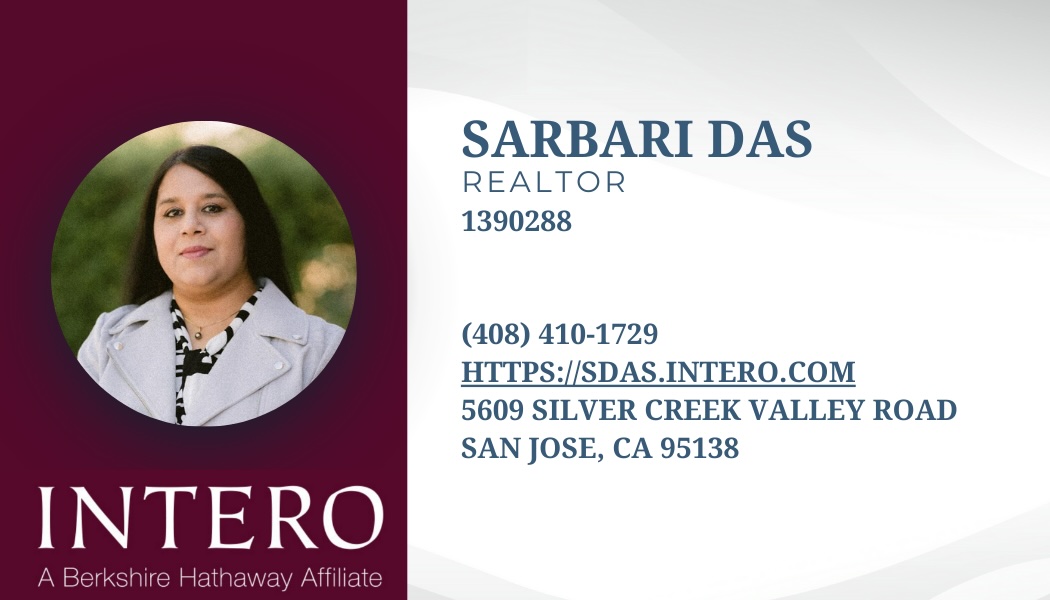 SARBARI DAS
REALTOR
1390288
(408) 410-1729
HTTPS://SDAS.INTERO.COM
5609 SILVER CREEK VALLEY ROAD
SAN JOSE, CA 95138
INTERO
A Berkshire Hathaway Affiliate